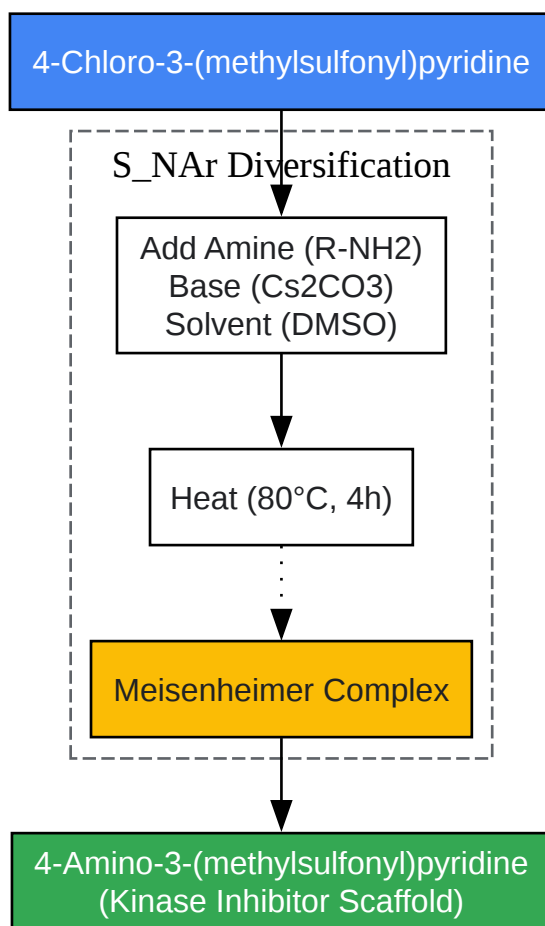 4-Chloro-3-(methylsulfonyl)pyridine
S_NAr Diversification
Add Amine (R-NH2)
Base (Cs2CO3)
Solvent (DMSO)
Heat (80°C, 4h)
Meisenheimer Complex
4-Amino-3-(methylsulfonyl)pyridine
(Kinase Inhibitor Scaffold)